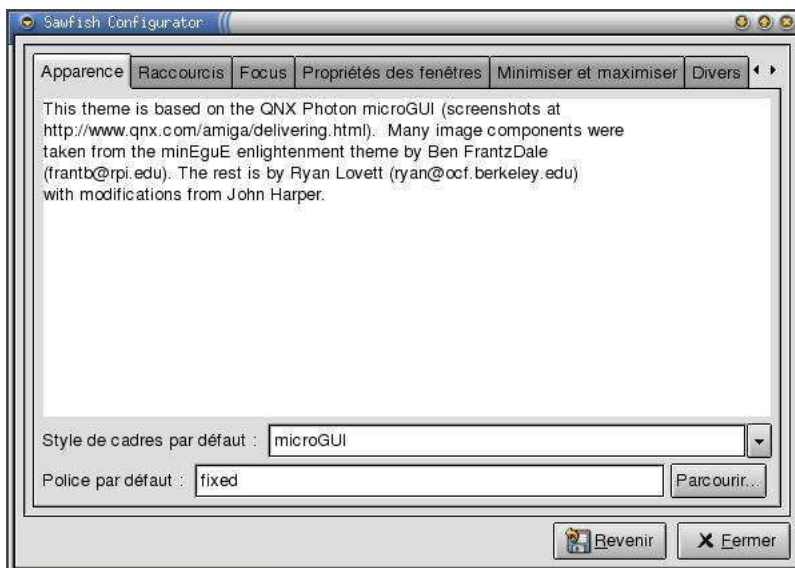 Sawfish Configurator
Apparence Raccourcis Focus Propriétés des fenêtres Minimiser et maximiser Divers
This theme is based on the QNX Photon microGUI (screenshots at
http://www.qnx.com/amiga/delivering.html). Many image components were
taken from the minEguE enlightenment theme by Ben FrantzDale
(frantb@rpi.edu). The rest is by Ryan Lovett (ryan@ocf.berkeley.edu)
with modifications from John Harper.
Style de cadres par défaut : microGUI
Police par défaut : fixed Parcourir...
Revenir Fermer